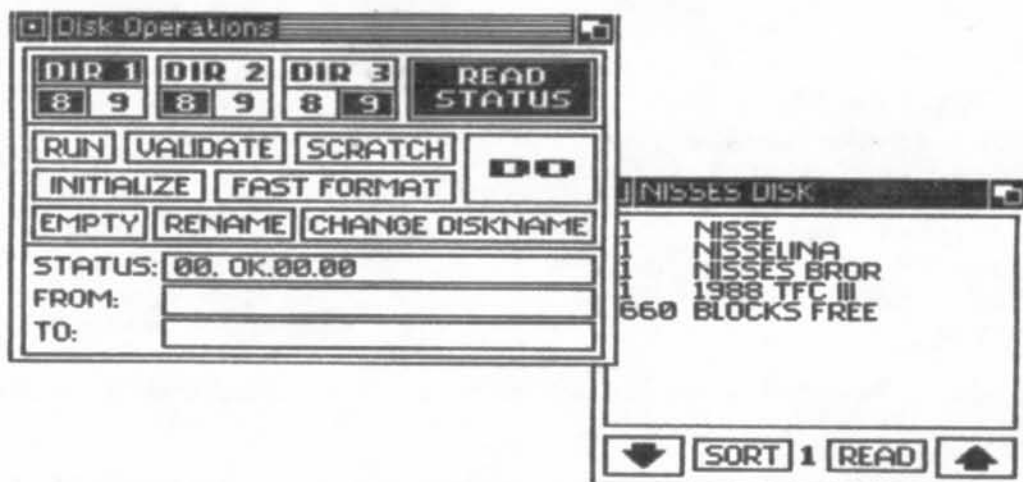 Disk Operations
DIR 1 DIR 2 DIR 3 READ STATUS
8 9 8 9 8 9
RUN VALIDATE SCRATCH
DO
INITIALIZE FAST FORMAT
EMPTY RENAME CHANGE DISKNAME
STATUS: 00. OK.00.00
FROM:
TO:
NISSES DISK
1 NISSE
1 NISSELINA
1 NISSES BROR
1 1988 TFC III
660 BLOCKS FREE
SORT 1 READ